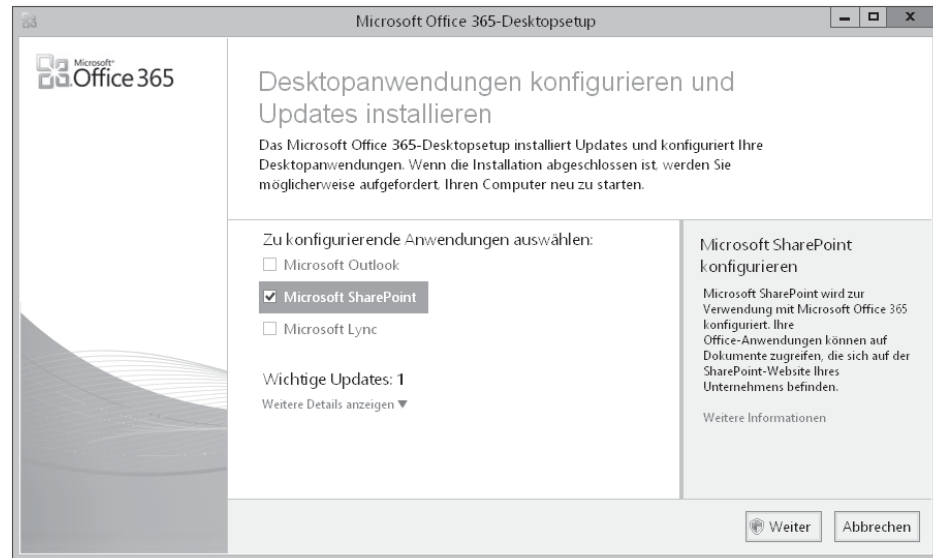 Microsoft Office 365-Desktopsetup
Microsoft®
Office 365
Desktopanwendungen konfigurieren und
Updates installieren
Das Microsoft Office 365-Desktopsetup installiert Updates und konfiguriert Ihre
Desktopanwendungen. Wenn die Installation abgeschlossen ist, werden Sie
möglicherweise aufgefordert, Ihren Computer neu zu starten.
Zu konfigurierende Anwendungen auswählen:
Microsoft Outlook
Microsoft SharePoint
Microsoft Lync
Wichtige Updates: 1
Weitere Details anzeigen ▼
Microsoft SharePoint
konfigurieren
Microsoft SharePoint wird zur
Verwendung mit Microsoft Office 365
konfiguriert. Ihre
Office-Anwendungen können auf
Dokumente zugreifen, die sich auf der
SharePoint-Website Ihres
Unternehmens befinden.
Weitere Informationen
Weiter
Abbrechen